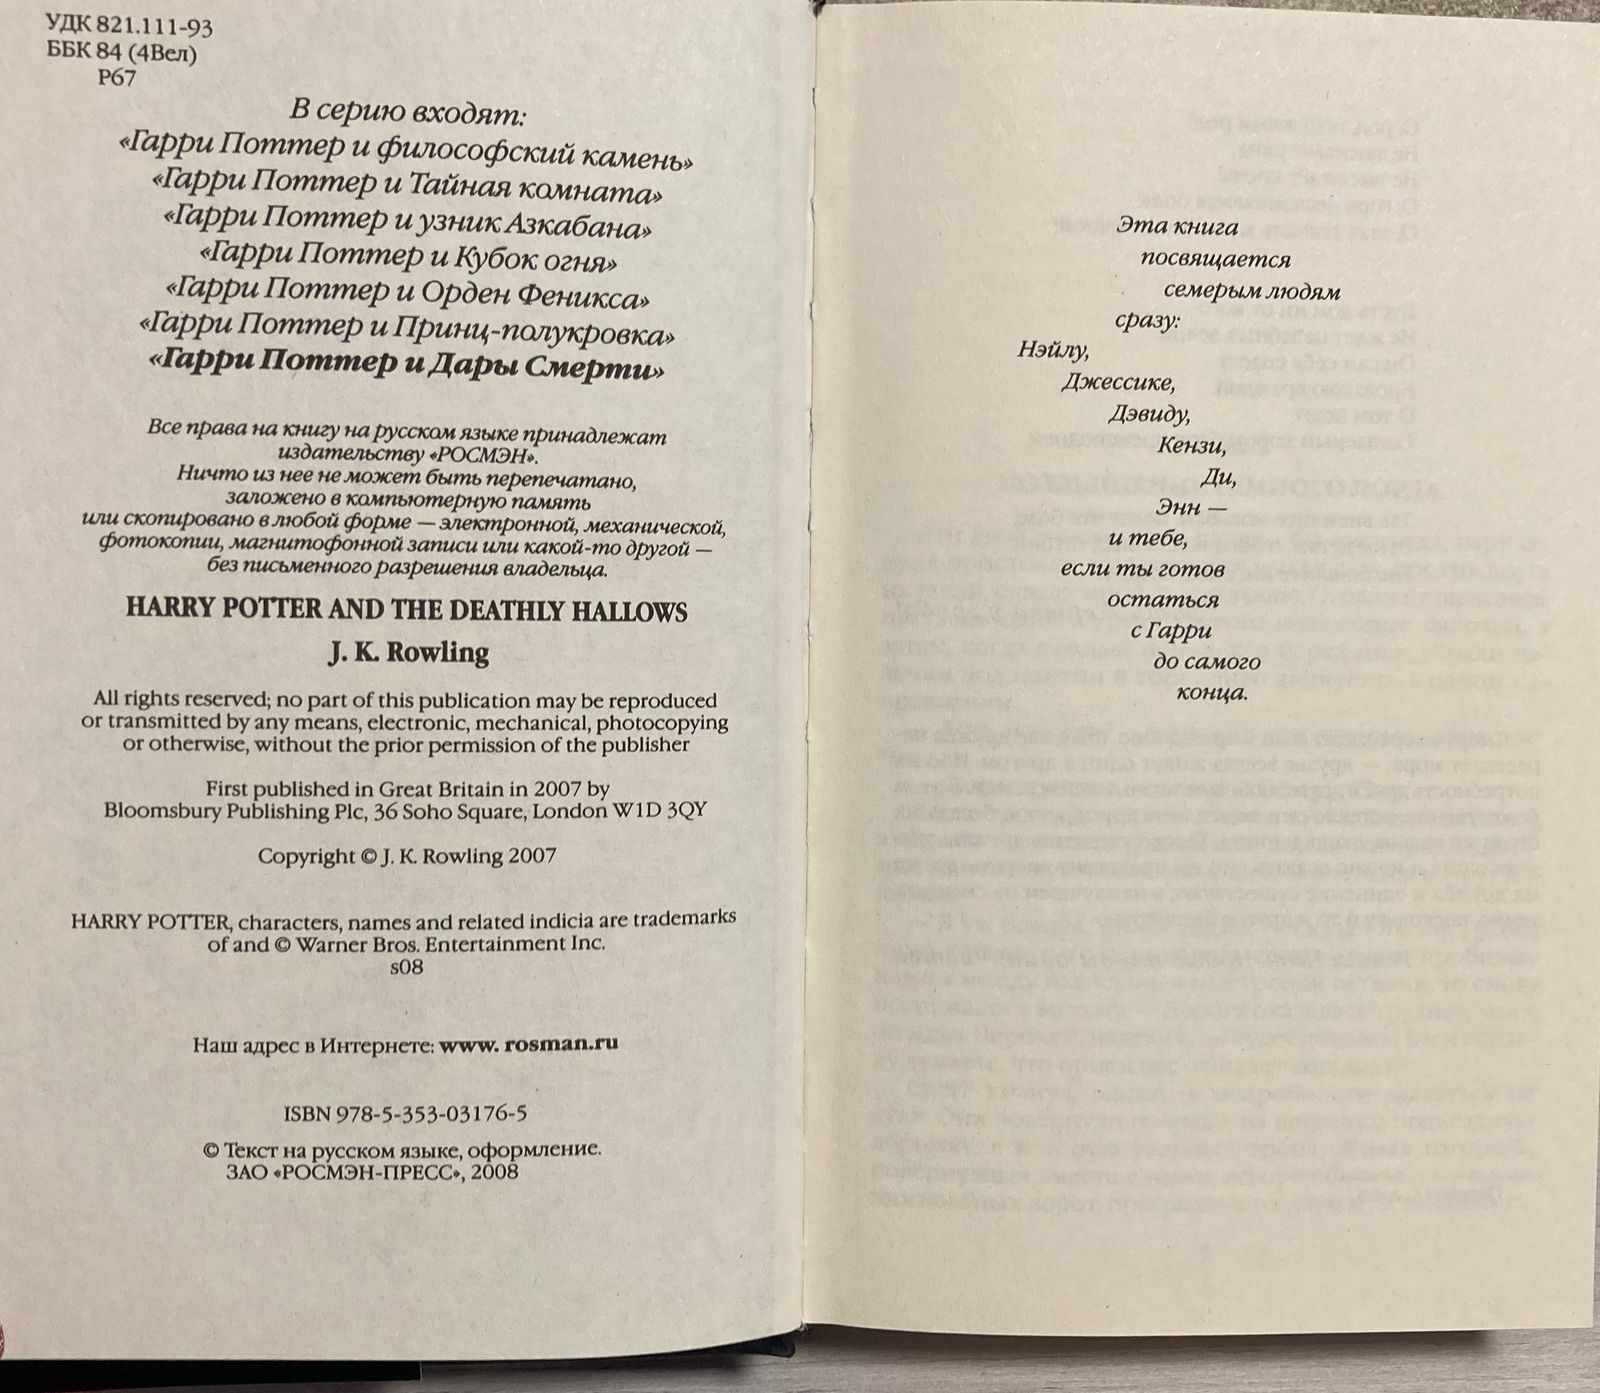 УДК 821.111-93
ББК 84 (4Вел)
Р67
В серию входят:
«Гарри Поттер и философский камень»
«Гарри Поттер и Тайная комната»
«Гарри Поттер и узник Азкабана»
«Гарри Поттер и Кубок огня»
«Гарри Поттер и Орден Феникса»
«Гарри Поттер и Принц-полукровка»
«Гарри Поттер и Дары Смерти»
Все права на книгу на русском языке принадлежат
издательству «РОСМЭН».
Ничто из нее не может быть перепечатано,
заложено в компьютерную память
или скопировано в любой форме — электронной, механической,
фотокопии, магнитофонной записи или какой-то другой —
без письменного разрешения владельца.
HARRY POTTER AND THE DEATHLY HALLOWS
J. K. Rowling
All rights reserved; no part of this publication may be reproduced
or transmitted by any means, electronic, mechanical, photocopying
or otherwise, without the prior permission of the publisher
First published in Great Britain in 2007 by
Bloomsbury Publishing Plc, 36 Soho Square, London W1D 3QY
Copyright © J. K. Rowling 2007
HARRY POTTER, characters, names and related indicia are trademarks
of and © Warner Bros. Entertainment Inc.
s08
Наш адрес в Интернете: www. rosman.ru
ISBN 978-5-353-03176-5
© Текст на русском языке, оформление.
ЗАО «РОСМЭН-ПРЕСС», 2008
Эта книга
посвящается
семерым людям
сразу:
Нэйлу,
Джессике,
Дэвиду,
Кензи,
Ди,
Энн —
и тебе,
если ты готов
остаться
с Гарри
до самого
конца.